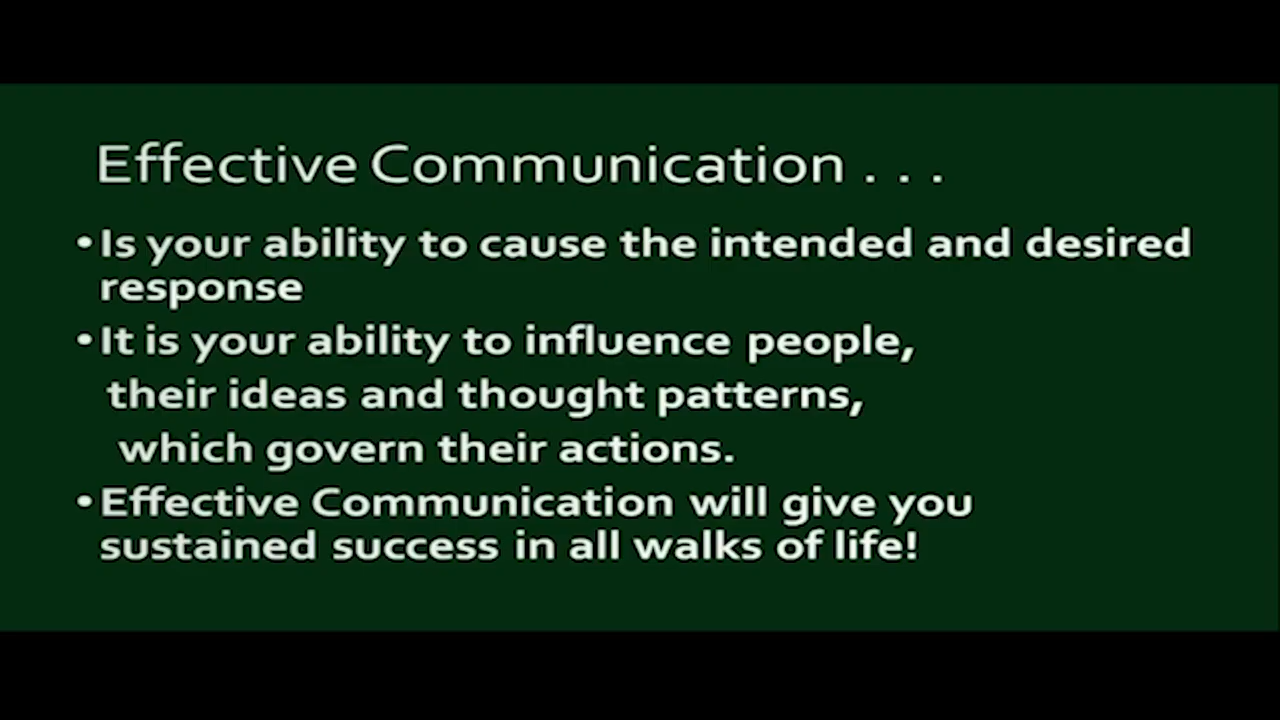 Effective Communication . . .
•Is your ability to cause the intended and desired
response
•It is your ability to influence people,
their ideas and thought patterns,
which govern their actions.
•Effective Communication will give you
sustained success in all walks of life!